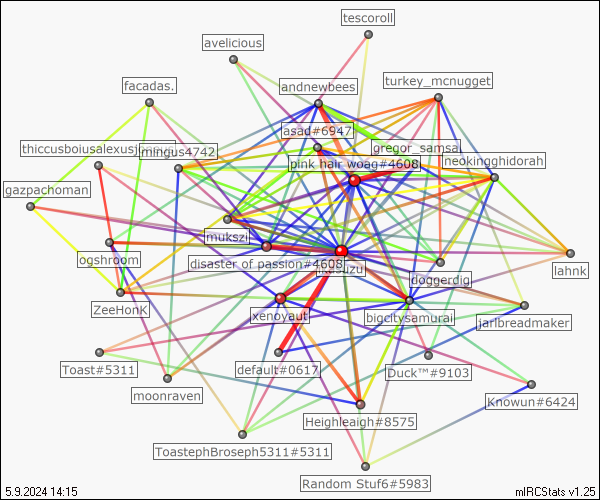 tescoroll
avelicious
facadas.
andnewbees
turkey_mcnugget
asad#6947
gregor_samsa
thiccusboiusalexusj
mingus4742
pink hair woag#4608
neokingghidorah
gazpachoman
mukszi
ogshroom
disaster of passion#4608
doggerdig
lahnk
ZeeHonk
xenoyaut
bigcitysamurai
jarlbreadmaker
Toast#5311
default#0617
Duck™#9103
moonraven
Knowun#6424
Heighleaigh#8575
ToastephBroseph5311#5311
Random Stuf6#5983
5.9.2024 14:15
mIRCStats v1.25